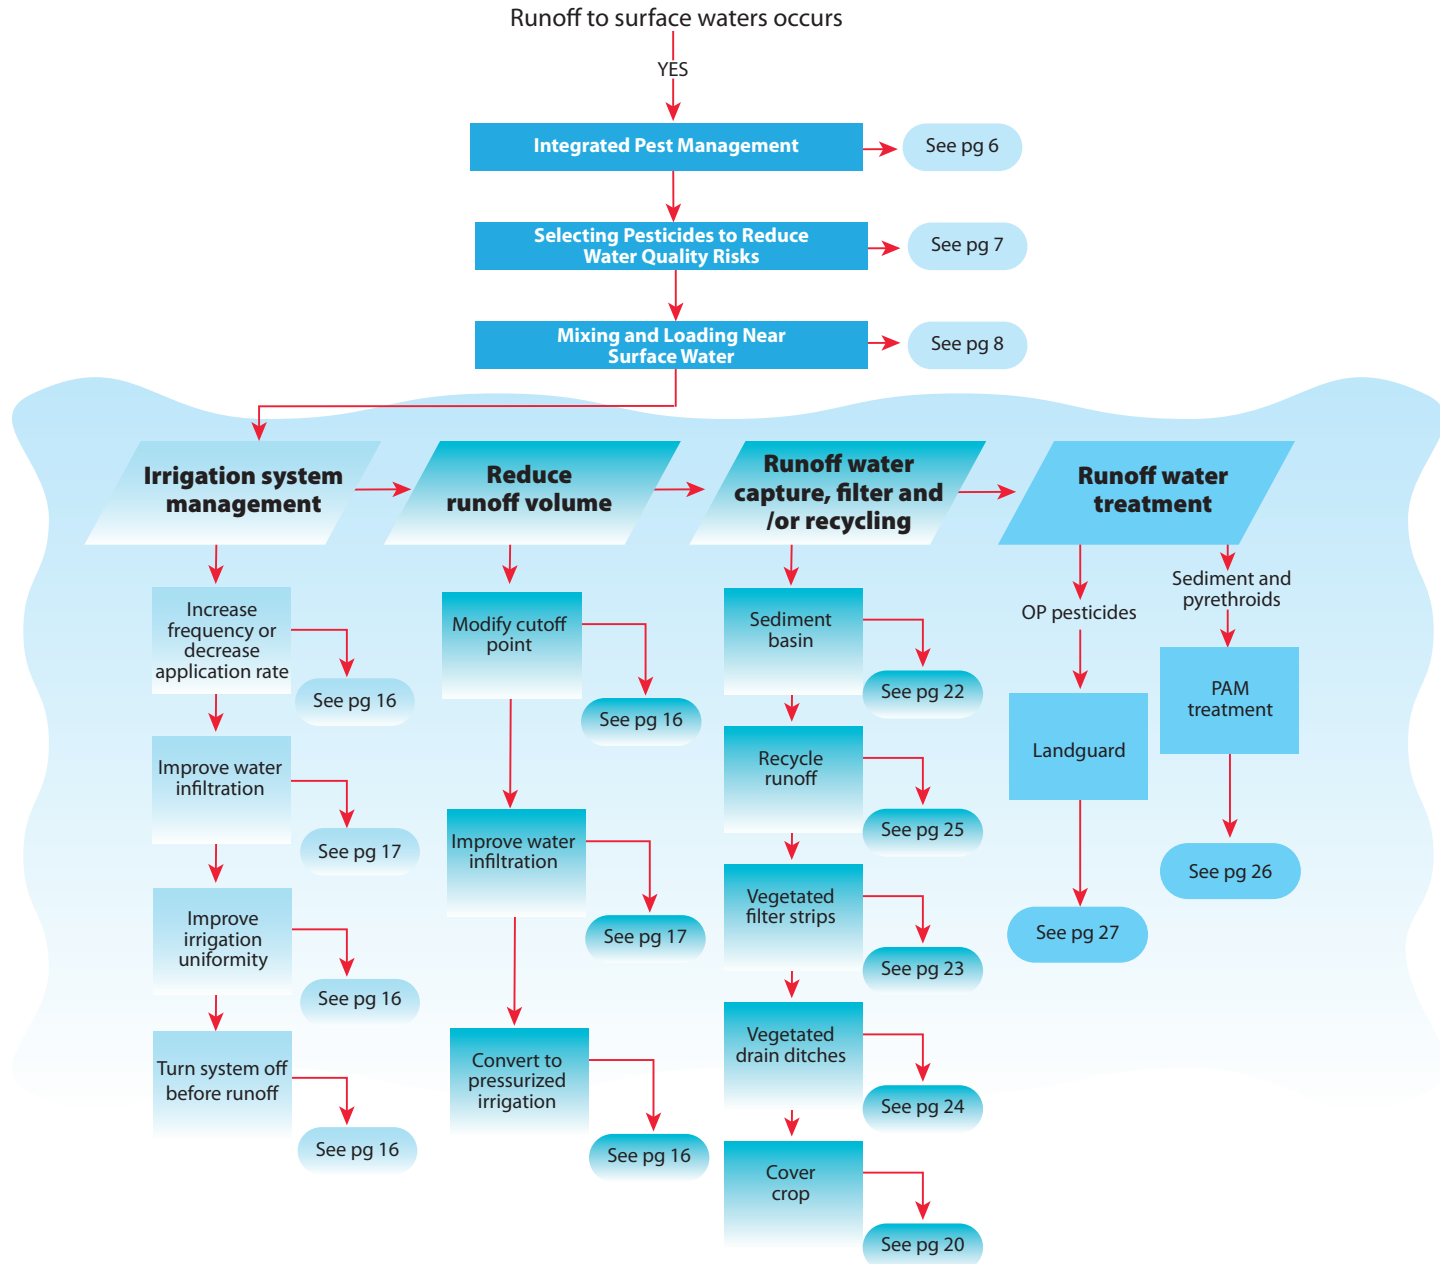 Runoff to surface waters occurs
YES
Integrated Pest Management
See pg 6
Selecting Pesticides to Reduce
Water Quality Risks
See pg 7
Mixing and Loading Near
Surface Water
See pg 8
Irrigation system
management
Increase
frequency or
decrease
application rate
See pg 16
Improve water
infiltration
See pg 17
Improve
irrigation
uniformity
See pg 16
Turn system off
before runoff
See pg 16
Reduce
runoff volume
Modify cutoff
point
See pg 16
Improve water
infiltration
See pg 17
Convert to
pressurized
irrigation
See pg 16
Runoff water
capture, filter and
/or recycling
Sediment
basin
See pg 22
Recycle
runoff
See pg 25
Vegetated
filter strips
See pg 23
Vegetated
drain ditches
See pg 24
Cover
crop
See pg 20
Runoff water
treatment
OP pesticides
Landguard
See pg 27
Sediment and
pyrethroids
PAM
treatment
See pg 26